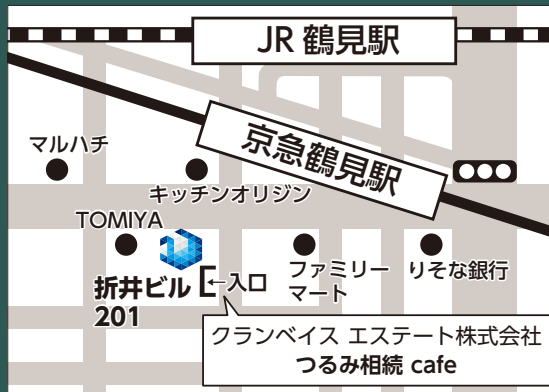 JR 鶴見駅
京急鶴見駅
マルハチ
キッチンオリジン
TOMIYA
折井ビル
201
←入口
ファミリー
マート
りそな銀行
クランベイス エステート株式会社
つるみ相続 cafe